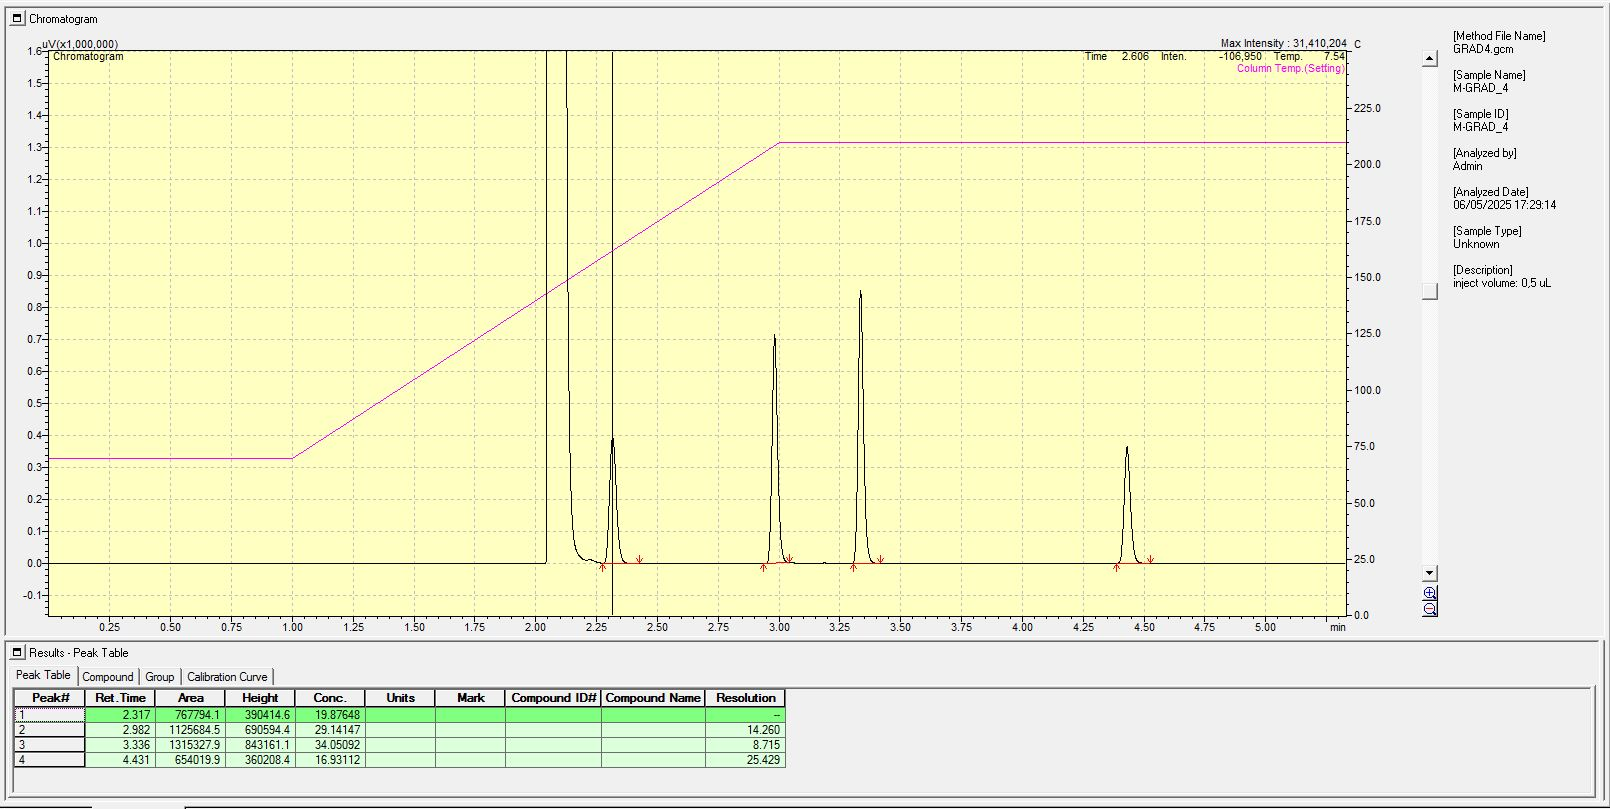 Chromatogram
uV(x1,000,000)
Max Intensity : 31,410,204 C
Chromatogram
Time 2.606 Inten. -106,950 Temp. 7.54
Column Temp.(Setting)
1.6
1.5
1.4
1.3
1.2
1.1
1.0
0.9
0.8
0.7
0.6
0.5
0.4
0.3
0.2
0.1
0.0
-0.1
225.0
200.0
175.0
150.0
125.0
100.0
75.0
50.0
25.0
0.0
0.25 0.50 0.75 1.00 1.25 1.50 1.75 2.00 2.25 2.50 2.75 3.00 3.25 3.50 3.75 4.00 4.25 4.50 4.75 5.00 min
[Method File Name]
GRAD4.gcm
[Sample Name]
M-GRAD_4
[Sample ID]
M-GRAD_4
[Analyzed by]
Admin
[Analyzed Date]
06/05/2025 17:29:14
[Sample Type]
Unknown
[Description]
inject volume: 0,5 uL
Results - Peak Table
Peak Table Compound Group Calibration Curve
Peak# Ret.Time Area Height Conc. Units Mark Compound ID# Compound Name Resolution
1 2.317 767794.1 390414.6 19.87648 --
2 2.982 1125684.5 690594.4 29.14147 14.260
3 3.336 1315327.9 843161.1 34.05092 8.715
4 4.431 654019.9 360208.4 16.93112 25.429